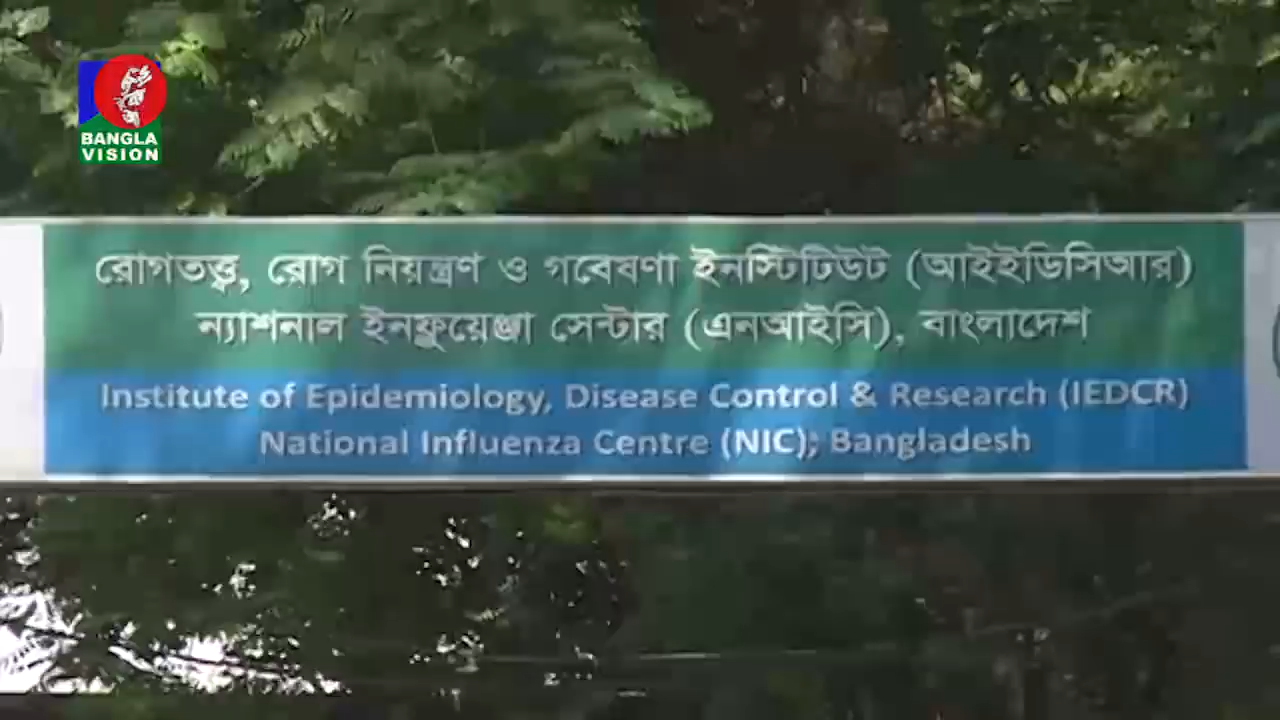 BANGLA
VISION
রোগতত্ত্ব, রোগ নিয়ন্ত্রণ ও গবেষণা ইনস্টিটিউট (আইইডিসিআর)
ন্যাশনাল ইনফ্লুয়েঞ্জা সেন্টার (এনআইসি), বাংলাদেশ
Institute of Epidemiology, Disease Control & Research (IEDCR)
National Influenza Centre (NIC); Bangladesh